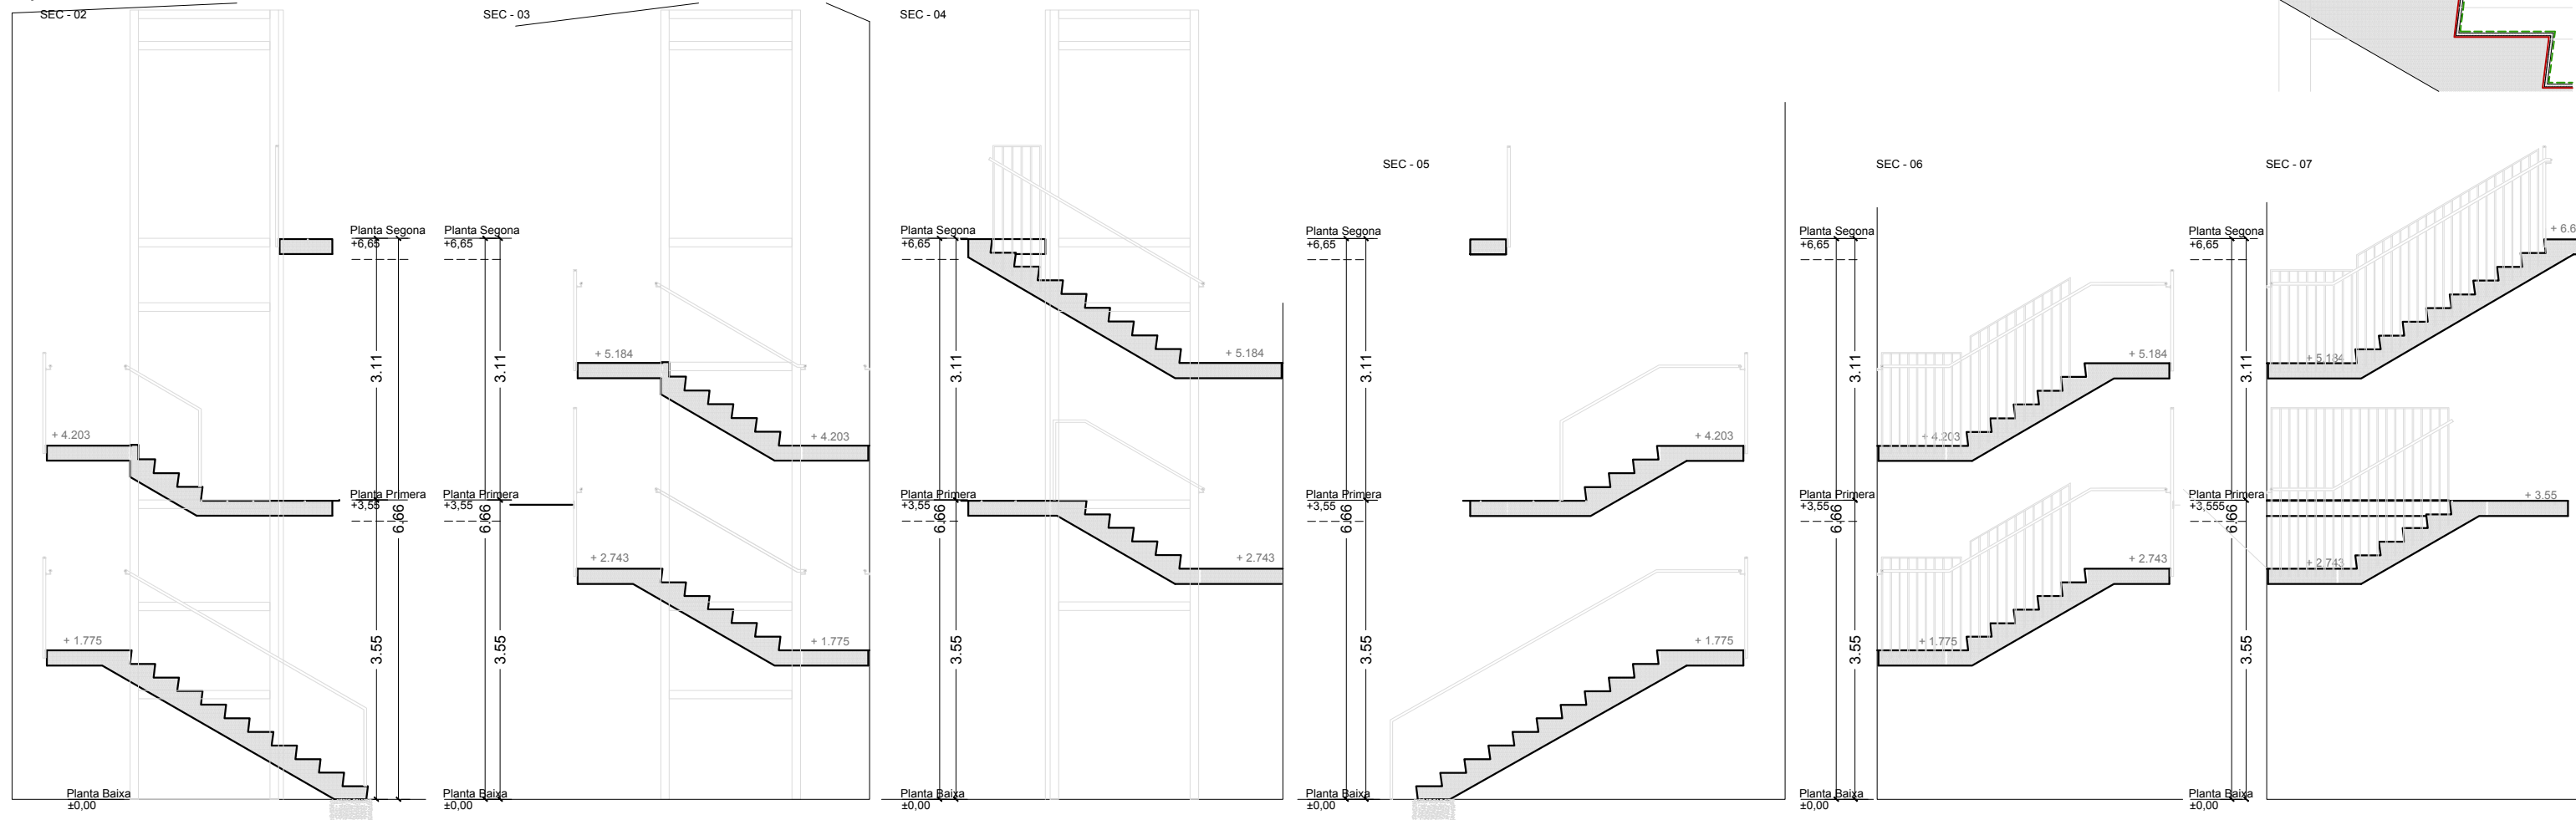 SEC - 02
Planta Segona
+6,65
3.11
+ 4.203
Planta Primera
+3,55
6.66
+ 1.775
3.55
Planta Baixa
±0,00
SEC - 03
Planta Segona
+6,65
3.11
+ 5.184
+ 4.203
Planta Primera
+3,55
6.66
+ 2.743
+ 1.775
3.55
Planta Baixa
±0,00
SEC - 04
Planta Segona
+6,65
3.11
+ 5.184
Planta Primera
+3,55
6.66
+ 2.743
3.55
Planta Baixa
±0,00
SEC - 05
Planta Segona
+6,65
3.11
+ 4.203
Planta Primera
+3,55
6.66
+ 1.775
3.55
Planta Baixa
±0,00
SEC - 06
Planta Segona
+6,65
3.11
+ 5.184
+ 4.203
Planta Primera
+3,55
6.66
+ 2.743
+ 1.775
3.55
Planta Baixa
±0,00
SEC - 07
Planta Segona
+6,65
+ 6.6
3.11
+ 5.184
Planta Primera
+3,555
+ 3.55
6.66
+ 2.743
3.55
Planta Baixa
±0,00